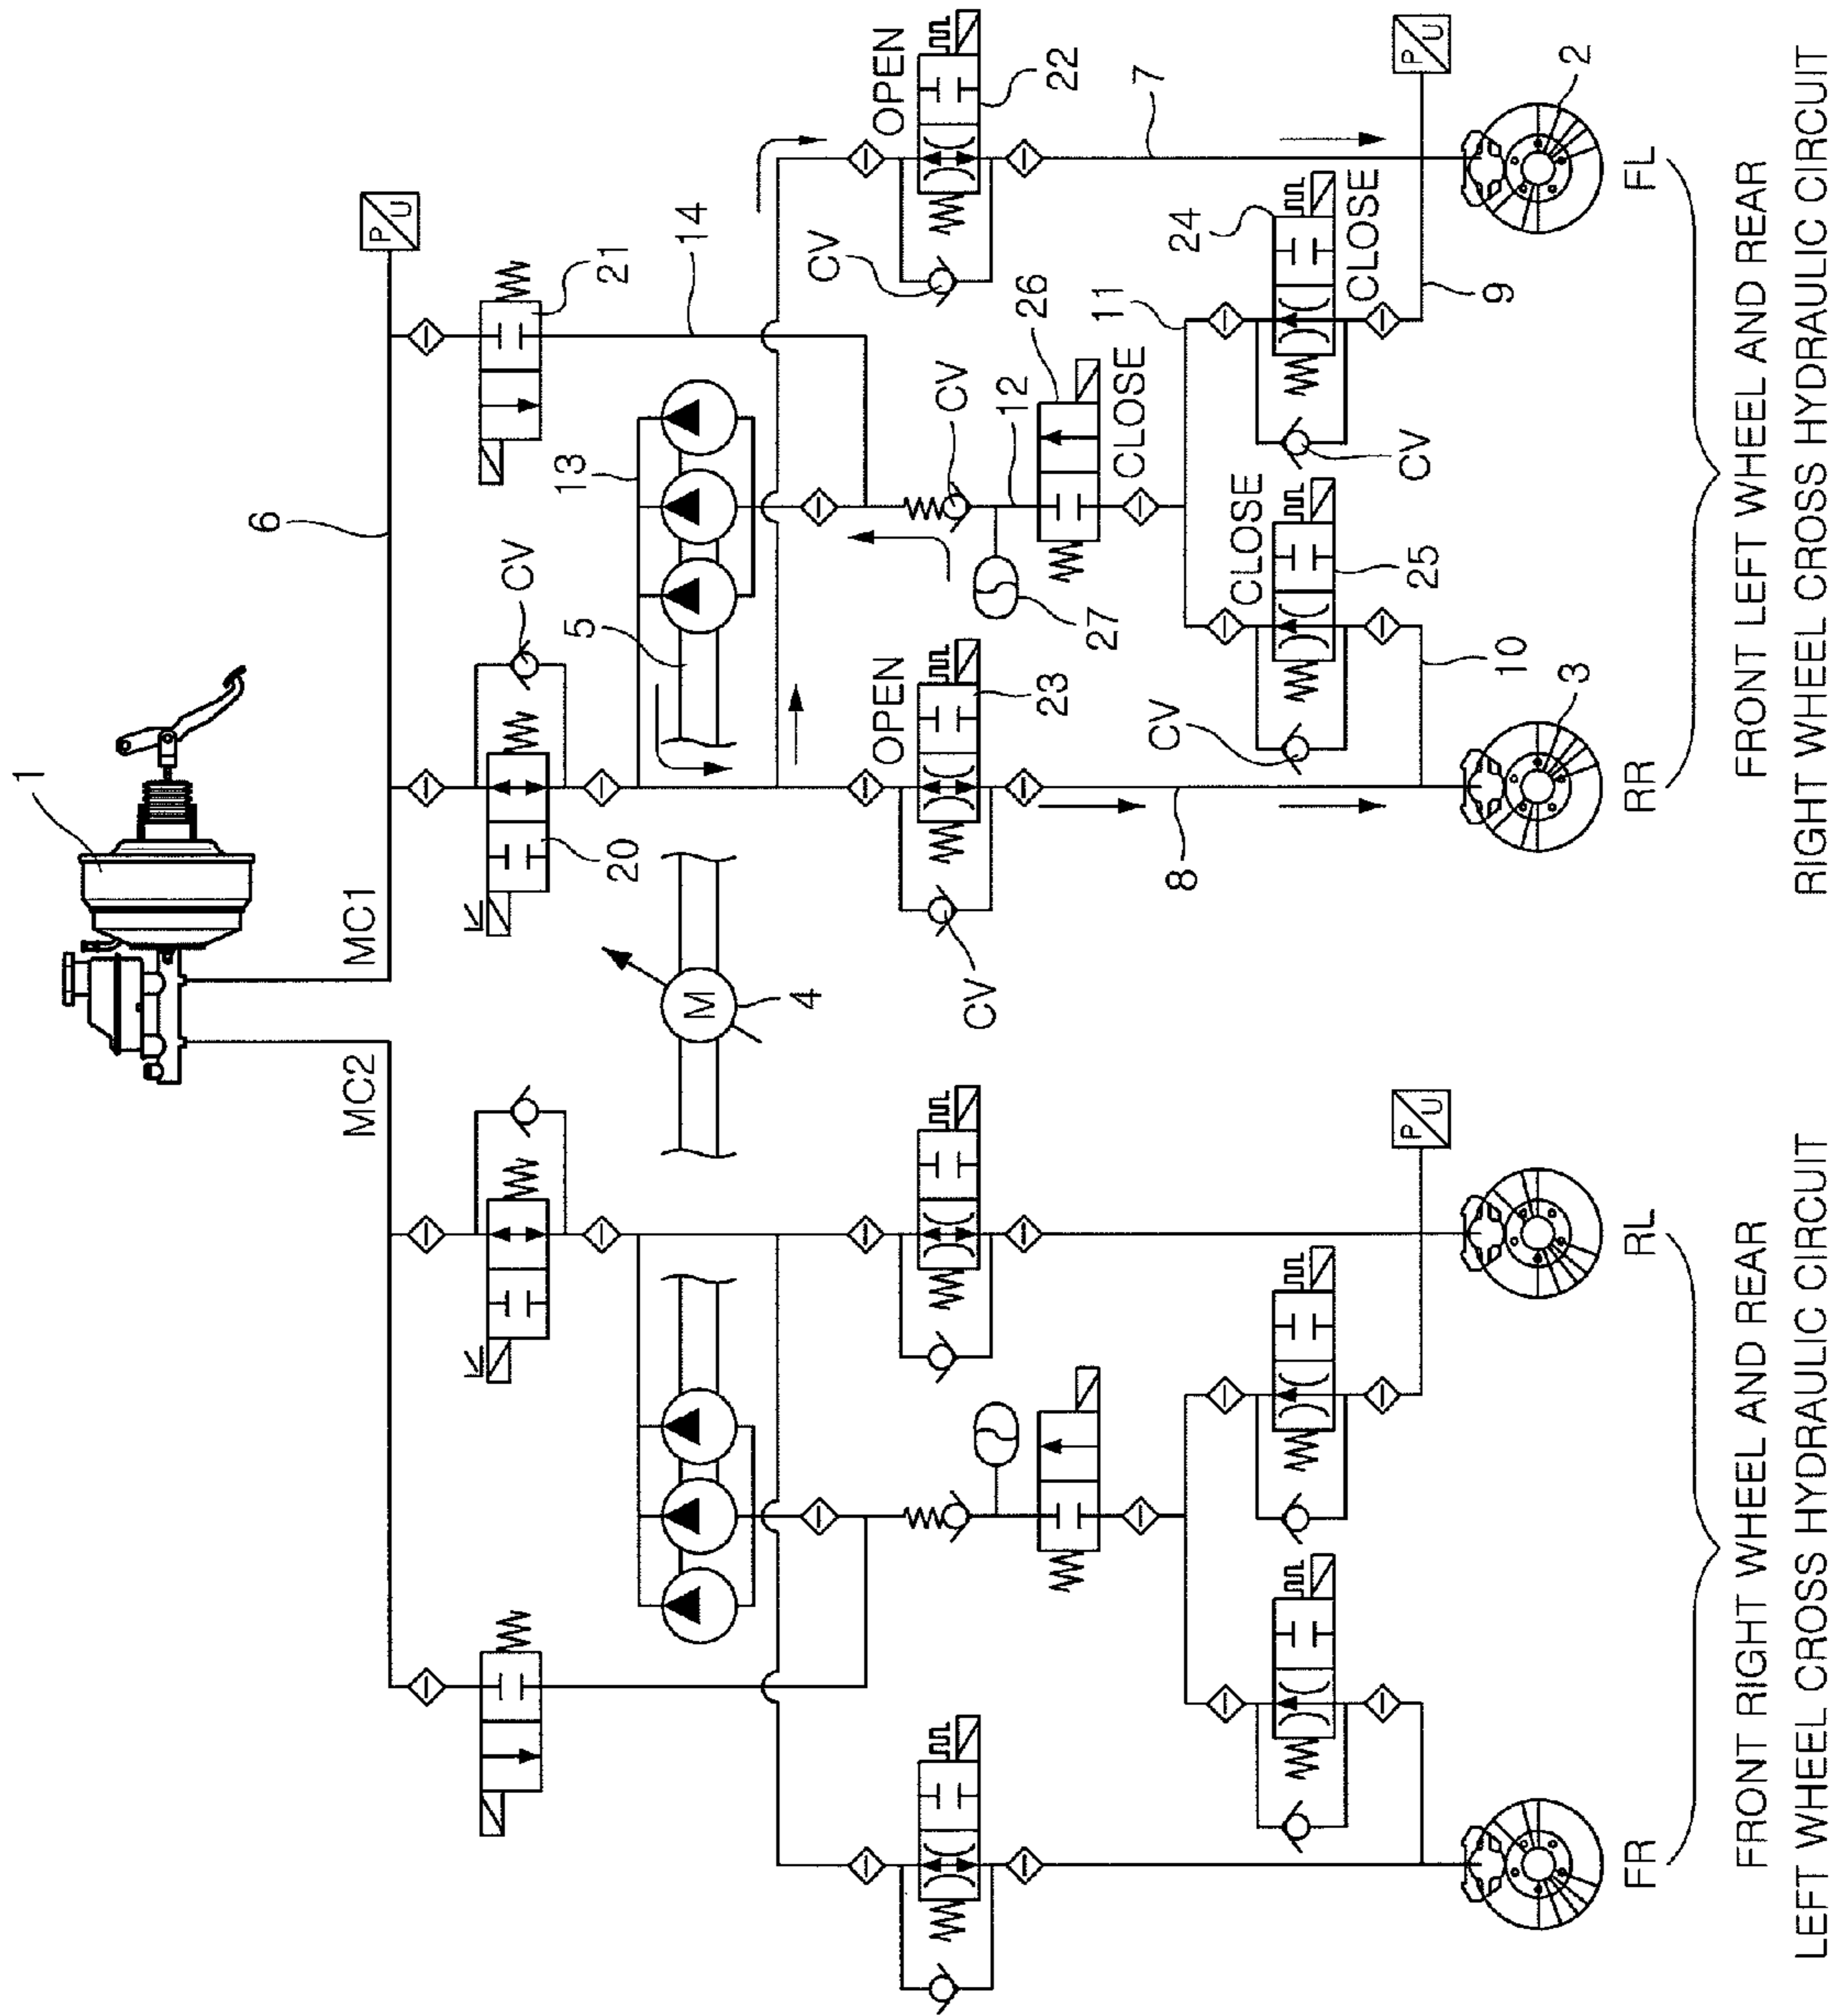 1
MC2
MC1
6
P/U
CV
21
20
14
5
13
M
4
OPEN
OPEN
22
CV
CV
23
CV
27
12
26
7
CLOSE
11
24
CLOSE
CLOSE
25
CV
CV
8
10
9
P/U
P/U
3
2
FR
RL
RR
FL
FRONT RIGHT WHEEL AND REAR
LEFT WHEEL CROSS HYDRAULIC CIRCUIT
FRONT LEFT WHEEL AND REAR
RIGHT WHEEL CROSS HYDRAULIC CIRCUIT